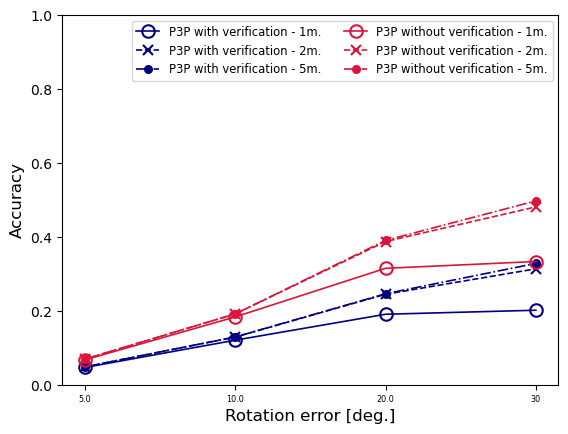 P3P with verification - 1m.
P3P with verification - 2m.
P3P with verification - 5m.
P3P without verification - 1m.
P3P without verification - 2m.
P3P without verification - 5m.
Accuracy
1.0
0.8
0.6
0.4
0.2
0.0
5.0 10.0 20.0 30
Rotation error [deg.]